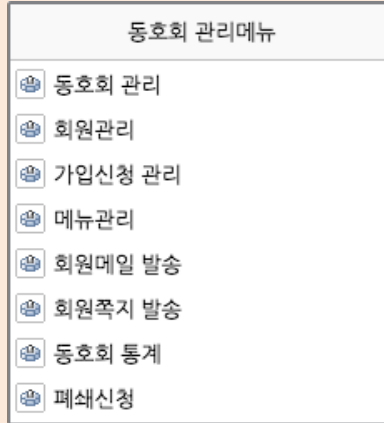 동호회 관리메뉴
동호회 관리
회원관리
가입신청 관리
메뉴관리
회원메일 발송
회원쪽지 발송
동호회 통계
폐쇄신청